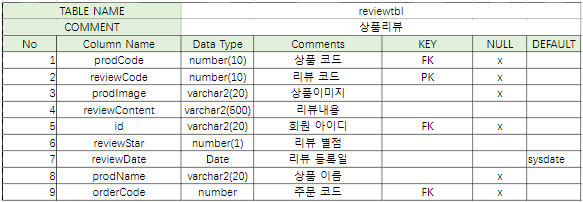 TABLE NAME reviewtbl
COMMENT 상품리뷰
No Column Name Data Type Comments KEY NULL DEFAULT
1 prodCode number(10) 상품 코드 FK x
2 reviewCode number(10) 리뷰 코드 PK x
3 prodImage varchar2(20) 상품이미지 x
4 reviewContent varchar2(500) 리뷰내용
5 id varchar2(20) 회원 아이디 FK x
6 reviewStar number(1) 리뷰 별점
7 reviewDate Date 리뷰 등록일 sysdate
8 prodName varchar2(20) 상품 이름 x
9 orderCode number 주문 코드 FK x